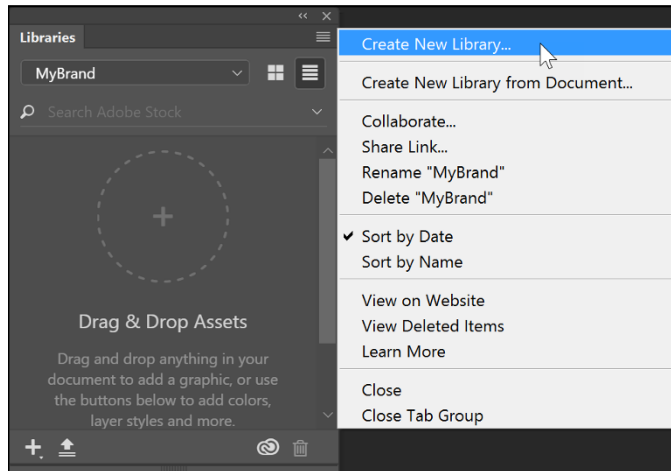 Libraries
MyBrand
Search Adobe Stock
Drag & Drop Assets
Drag and drop anything in your
document to add a graphic, or use
the buttons below to add colors,
layer styles and more.
Create New Library...
Create New Library from Document...
Collaborate...
Share Link...
Rename "MyBrand"
Delete "MyBrand"
Sort by Date
Sort by Name
View on Website
View Deleted Items
Learn More
Close
Close Tab Group